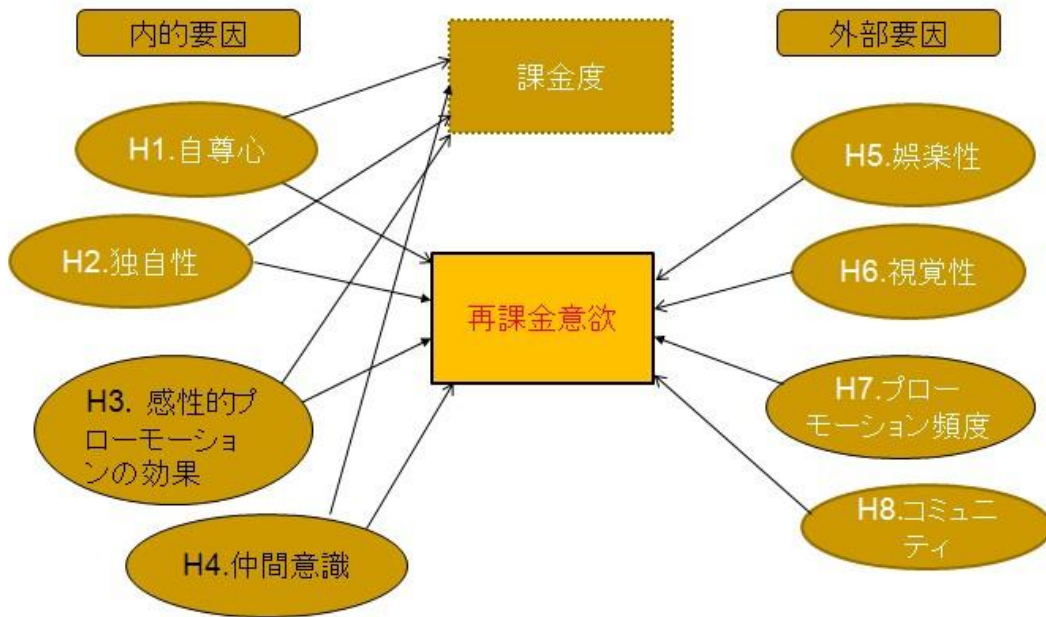 内的要因
課金度
外部要因
H1.自尊心
H2.独自性
H3. 感性的プ
ローモーショ
ンの効果
H4.仲間意識
再課金意欲
H5.娯楽性
H6.視覚性
H7.プロー
モーション頻度
H8.コミュニ
ティ